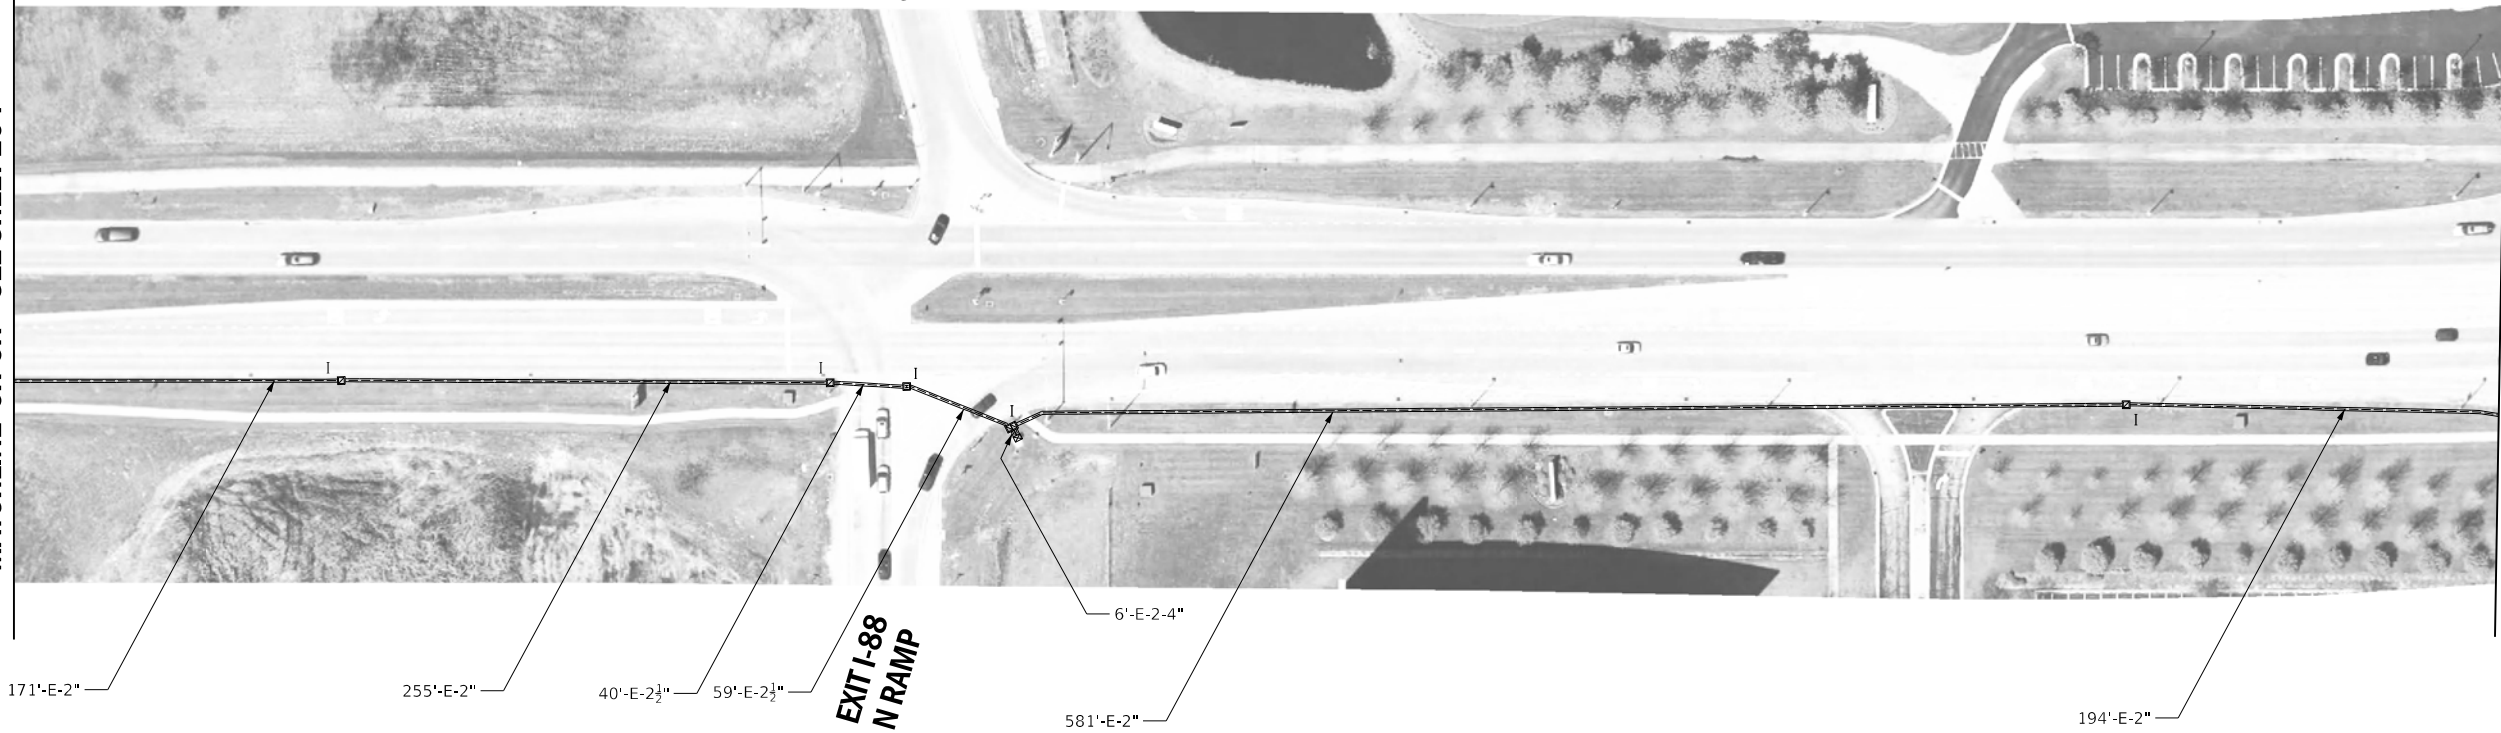 I
I
I
I
I
6'-E-2-4"
171'-E-2"
255'-E-2"
40'-E-2½"
59'-E-2½"
EXIT I-88
N RAMP
581'-E-2"
194'-E-2"